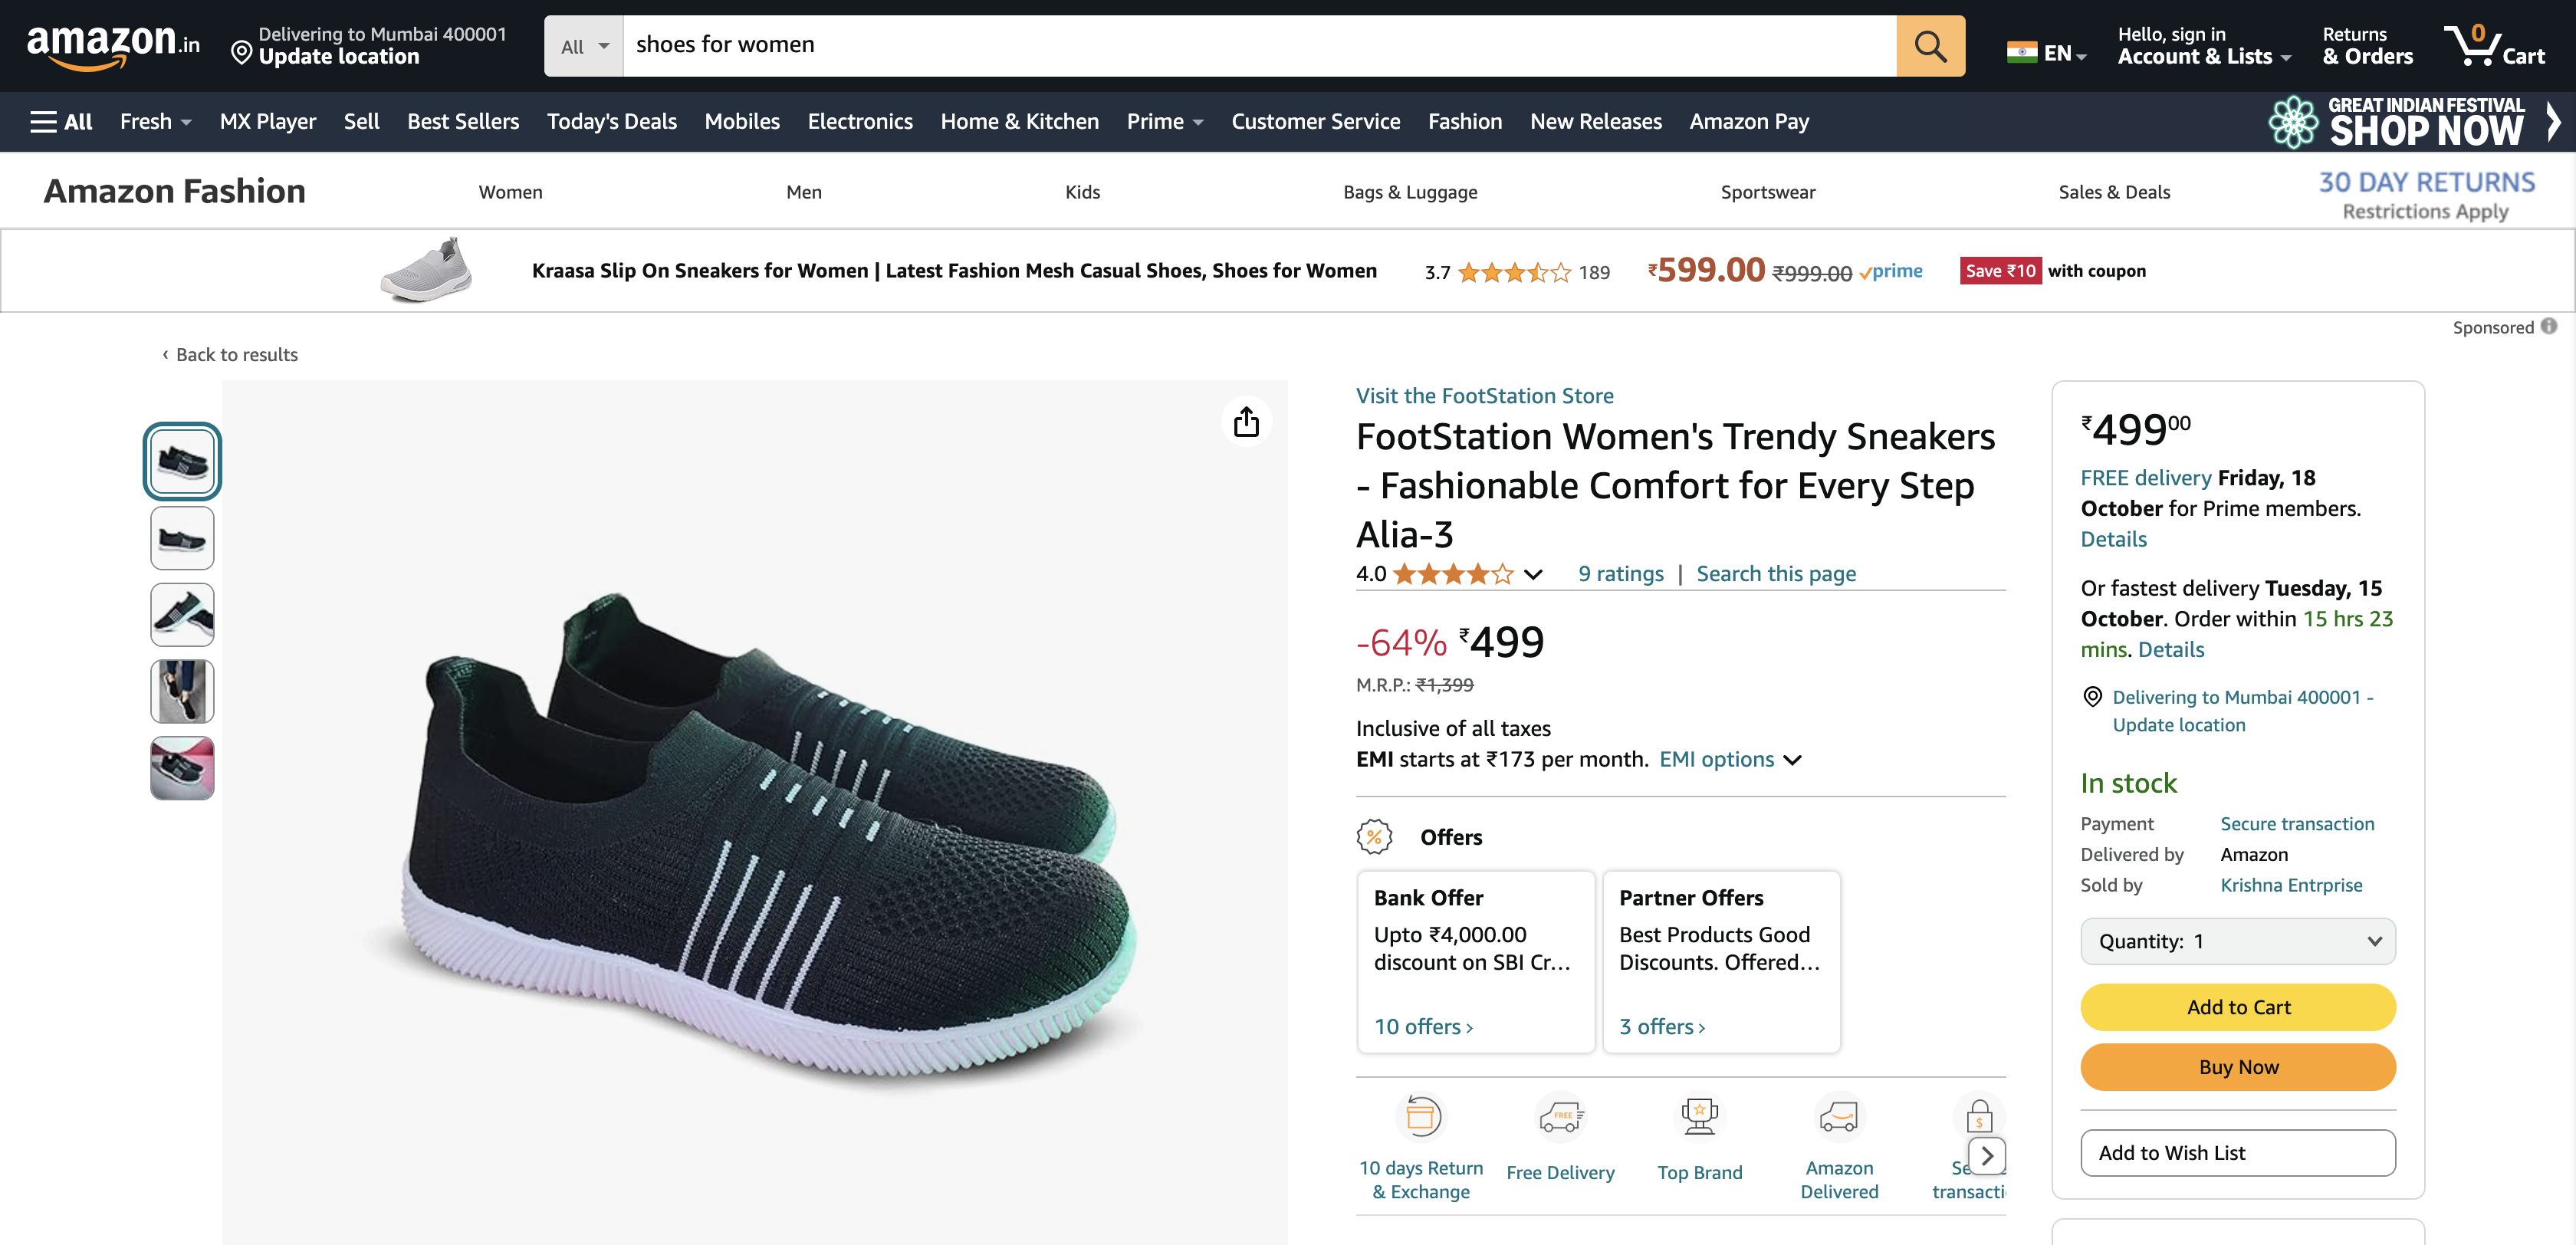 amazon.in
Delivering to Mumbai 400001
Update location
All
shoes for women
EN
Hello, sign in
Account & Lists
Returns
& Orders
0
Cart
All
Fresh
MX Player
Sell
Best Sellers
Today's Deals
Mobiles
Electronics
Home & Kitchen
Prime
Customer Service
Fashion
New Releases
Amazon Pay
GREAT INDIAN FESTIVAL
SHOP NOW
Amazon Fashion
Women
Men
Kids
Bags & Luggage
Sportswear
Sales & Deals
30 DAY RETURNS
Restrictions Apply
Kraasa Slip On Sneakers for Women | Latest Fashion Mesh Casual Shoes, Shoes for Women
3.7
189
₹599.00 ₹999.00 prime
Save ₹10 with coupon
Sponsored
‹ Back to results
Visit the FootStation Store
FootStation Women's Trendy Sneakers
- Fashionable Comfort for Every Step
Alia-3
4.0
9 ratings | Search this page
-64% ₹499
M.R.P.: ₹1,399
Inclusive of all taxes
EMI starts at ₹173 per month. EMI options
Offers
Bank Offer
Upto ₹4,000.00
discount on SBI Cr…
10 offers ›
Partner Offers
Best Products Good
Discounts. Offered…
3 offers ›
10 days Return
& Exchange
FREE
Free Delivery
Top Brand
Amazon
Delivered
$
Se
transacti
₹499 00
FREE delivery Friday, 18
October for Prime members.
Details
Or fastest delivery Tuesday, 15
October. Order within 15 hrs 23
mins. Details
Delivering to Mumbai 400001 -
Update location
In stock
Payment Secure transaction
Delivered by Amazon
Sold by Krishna Entrprise
Quantity: 1
Add to Cart
Buy Now
Add to Wish List